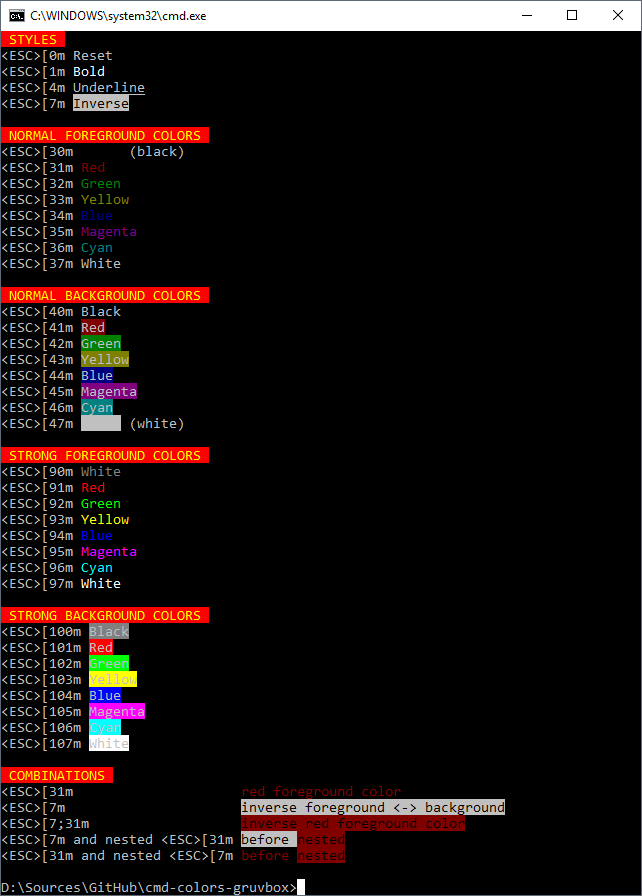 C:\WINDOWS\system32\cmd.exe
STYLES
<ESC>[0m Reset
<ESC>[1m Bold
<ESC>[4m Underline
<ESC>[7m Inverse
NORMAL FOREGROUND COLORS
<ESC>[30m       (black)
<ESC>[31m Red
<ESC>[32m Green
<ESC>[33m Yellow
<ESC>[34m Blue
<ESC>[35m Magenta
<ESC>[36m Cyan
<ESC>[37m White
NORMAL BACKGROUND COLORS
<ESC>[40m Black
<ESC>[41m Red
<ESC>[42m Green
<ESC>[43m Yellow
<ESC>[44m Blue
<ESC>[45m Magenta
<ESC>[46m Cyan
<ESC>[47m       (white)
STRONG FOREGROUND COLORS
<ESC>[90m White
<ESC>[91m Red
<ESC>[92m Green
<ESC>[93m Yellow
<ESC>[94m Blue
<ESC>[95m Magenta
<ESC>[96m Cyan
<ESC>[97m White
STRONG BACKGROUND COLORS
<ESC>[100m Black
<ESC>[101m Red
<ESC>[102m Green
<ESC>[103m Yellow
<ESC>[104m Blue
<ESC>[105m Magenta
<ESC>[106m Cyan
<ESC>[107m White
COMBINATIONS
<ESC>[31m                     red foreground color
<ESC>[7m                      inverse foreground <-> background
<ESC>[7;31m                   inverse red foreground color
<ESC>[7m and nested <ESC>[31m before nested
<ESC>[31m and nested <ESC>[7m before nested
D:\Sources\GitHub\cmd-colors-gruvbox>